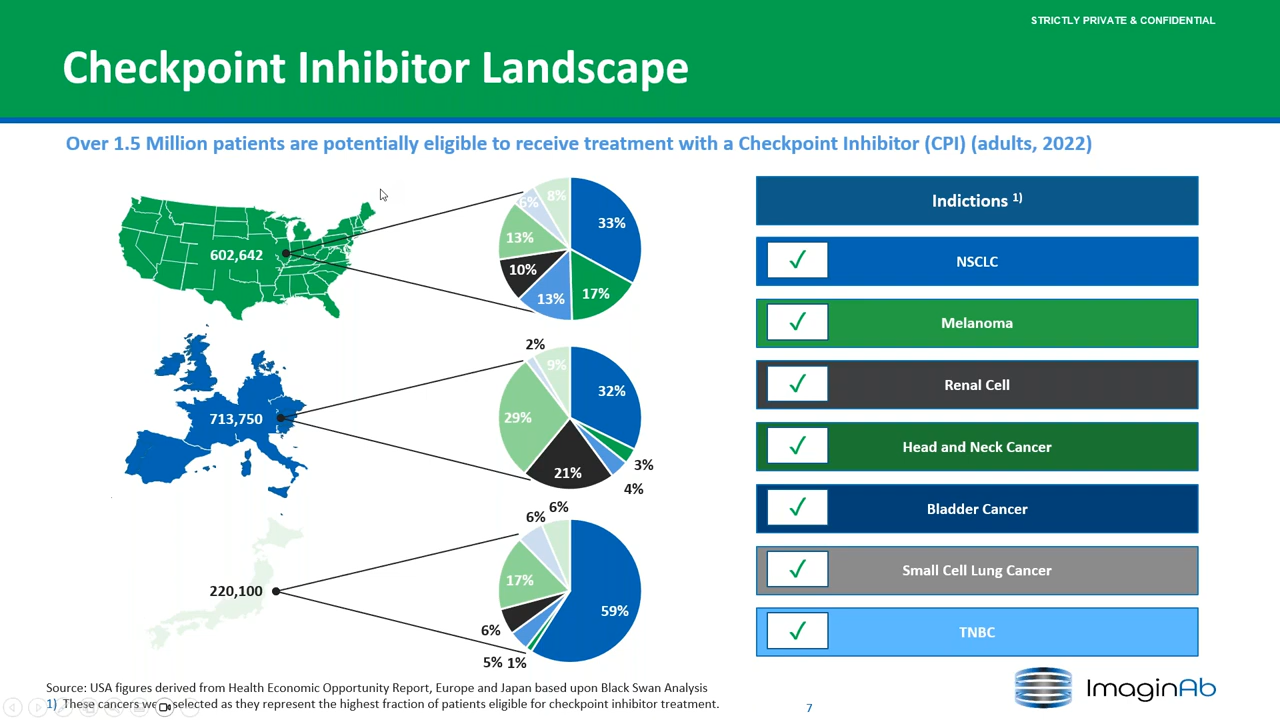 STRICTLY PRIVATE & CONFIDENTIAL
Checkpoint Inhibitor Landscape
Over 1.5 Million patients are potentially eligible to receive treatment with a Checkpoint Inhibitor (CPI) (adults, 2022)
602,642
8%
6%
33%
13%
10%
13%
17%
713,750
2%
9%
32%
29%
21%
3%
4%
220,100
6%
6%
17%
59%
6%
5%
1%
Indictions 1)
✓ NSCLC
✓ Melanoma
✓ Renal Cell
✓ Head and Neck Cancer
✓ Bladder Cancer
✓ Small Cell Lung Cancer
✓ TNBC
Source: USA figures derived from Health Economic Opportunity Report, Europe and Japan based upon Black Swan Analysis
1) These cancers selected as they represent the highest fraction of patients eligible for checkpoint inhibitor treatment.
7
ImaginAb